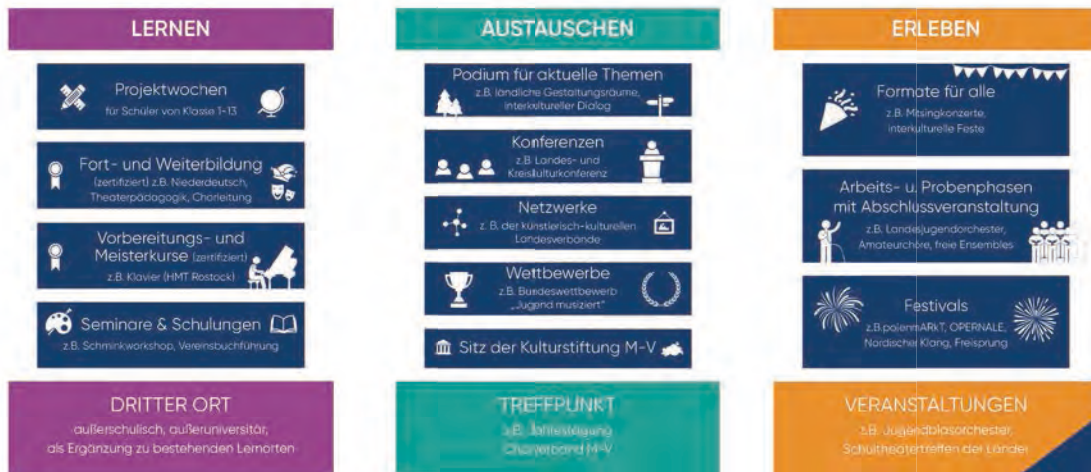 LERNEN
Projektwochen
für Schüler von Klasse 1-13
Fort- und Weiterbildung
(zertifiziert) z.B. Niederdeutsch,
Theaterpädagogik, Chorleitung
Vorbereitungs- und
Meisterkurse (zertifiziert)
z.B. Klavier (HMT Rostock)
Seminare & Schulungen
z.B. Schminkworkshop, Vereinsbuchführung
DRITTER ORT
außerschulisch, außeruniversitär,
als Ergänzung zu bestehenden Lernorten
AUSTAUSCHEN
Podium für aktuelle Themen
z.B. ländliche Gestaltungsräume,
interkultureller Dialog
Konferenzen
z.B. Landes- und
Kreiskulturkonferenz
Netzwerke
z. B. der künstlerisch-kulturellen
Landesverbände
Wettbewerbe
z.B. Bundeswettbewerb
„Jugend musiziert"
Sitz der Kulturstiftung M-V
TREFFPUNKT
z.B. Jahrestagung
Chorverband M-V
ERLEBEN
Formate für alle
z.B. Mitsingkonzerte,
interkulturelle Feste
Arbeits- u. Probenphasen
mit Abschlussveranstaltung
z.B. Landesjugendorchester,
Amateurchöre, freie Ensembles
Festivals
z.B. polenmARkT, OPERNALE,
Nordischer Klang, Freisprung
VERANSTALTUNGEN
z.B. Jugendblasorchester,
Schultheatertreffen der Länder